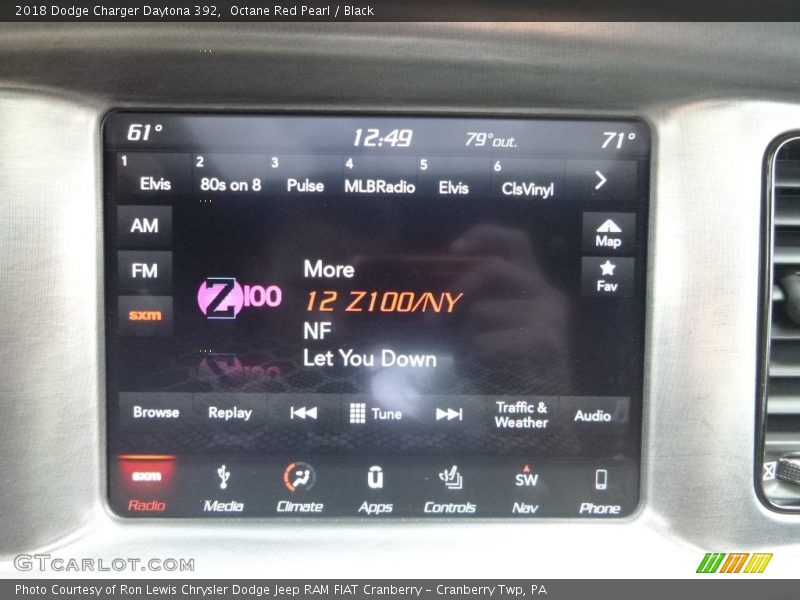 2018 Dodge Charger Daytona 392,  Octane Red Pearl / Black
61° 12:49 79°out. 71°
1 Elvis 2 80s on 8 3 Pulse 4 MLBRadio 5 Elvis 6 ClsVinyl
AM
Map
FM
Fav
sxm
Z100
More
12 Z100/NY
NF
Let You Down
Browse Replay Tune Traffic & Weather Audio
sxm SW
Radio Media Climate Apps Controls Nav Phone
GTCARLOT.COM
Photo Courtesy of Ron Lewis Chrysler Dodge Jeep RAM FIAT Cranberry – Cranberry Twp, PA